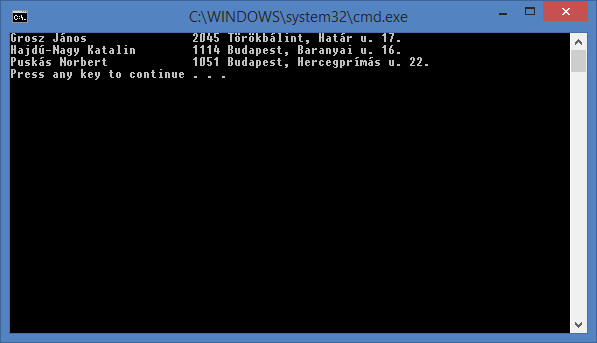 C:\WINDOWS\system32\cmd.exe
Grosz János 2045 Törökbálint, Határ u. 17.
Hajdú-Nagy Katalin 1114 Budapest, Baranyai u. 16.
Puskás Norbert 1051 Budapest, Hercegprímás u. 22.
Press any key to continue . . .